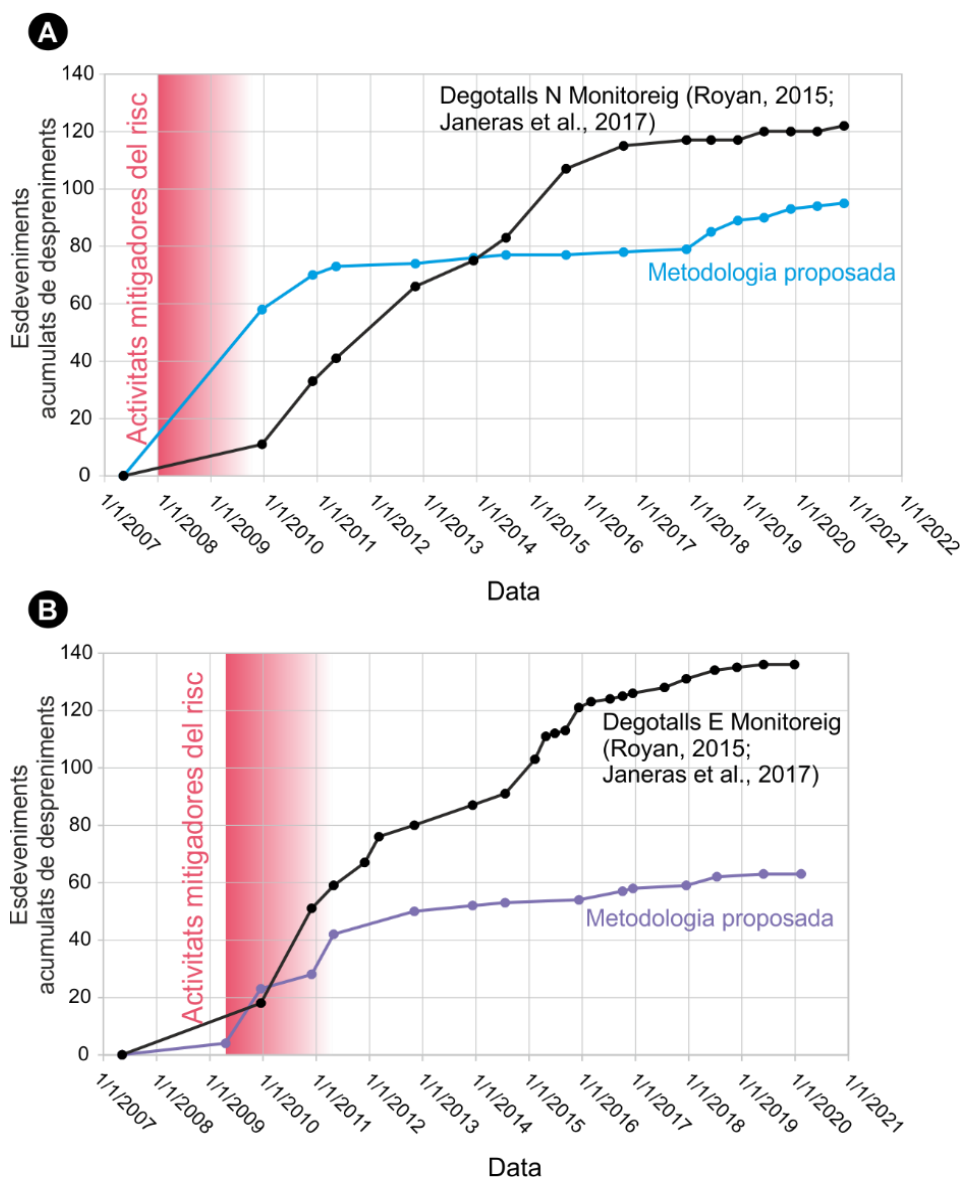 A
140
120
100
80
60
40
20
0
Esdeveniments
acumulats de despreniments
Activitats mitigadores del risc
Degotalls N Monitoreig (Royan, 2015;
Janeras et al., 2017)
Metodologia proposada
1/1/2007
1/1/2008
1/1/2009
1/1/2010
1/1/2011
1/1/2012
1/1/2013
1/1/2014
1/1/2015
1/1/2016
1/1/2017
1/1/2018
1/1/2019
1/1/2020
1/1/2021
1/1/2022
Data
B
140
120
100
80
60
40
20
0
Esdeveniments
acumulats de despreniments
Activitats mitigadores del risc
Degotalls E Monitoreig
(Royan, 2015;
Janeras et al., 2017)
Metodologia proposada
1/1/2007
1/1/2008
1/1/2009
1/1/2010
1/1/2011
1/1/2012
1/1/2013
1/1/2014
1/1/2015
1/1/2016
1/1/2017
1/1/2018
1/1/2019
1/1/2020
1/1/2021
Data